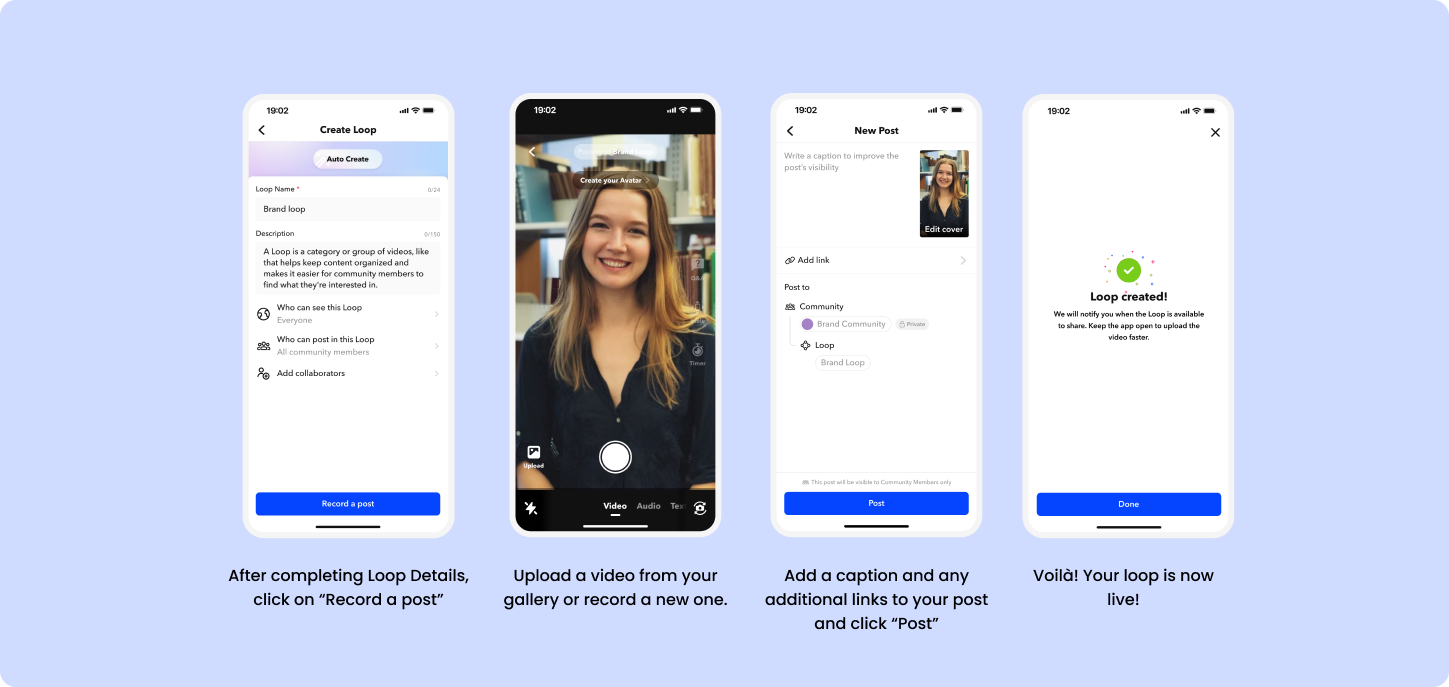 19:02
Create Loop
Auto Create
Loop Name *
0/24
Brand loop
Description
0/150
A Loop is a category or group of videos, like
that helps keep content organized and
makes it easier for community members to
find what they're interested in.
Who can see this Loop
Everyone
Who can post in this Loop
All community members
Add collaborators
Record a post
After completing Loop Details,
click on “Record a post”
19:02
Brand Loop
Create your Avatar
Q&A
Timer
Upload
Video
Audio
Tex
Upload a video from your
gallery or record a new one.
19:02
New Post
Write a caption to improve the
post's visibility
Edit cover
Add link
Post to
Community
Brand Community
Private
Loop
Brand Loop
This post will be visible to Community Members only
Post
Add a caption and any
additional links to your post
and click “Post”
19:02
Loop created!
We will notify you when the Loop is available
to share. Keep the app open to upload the
video faster.
Done
Voilà! Your loop is now
live!